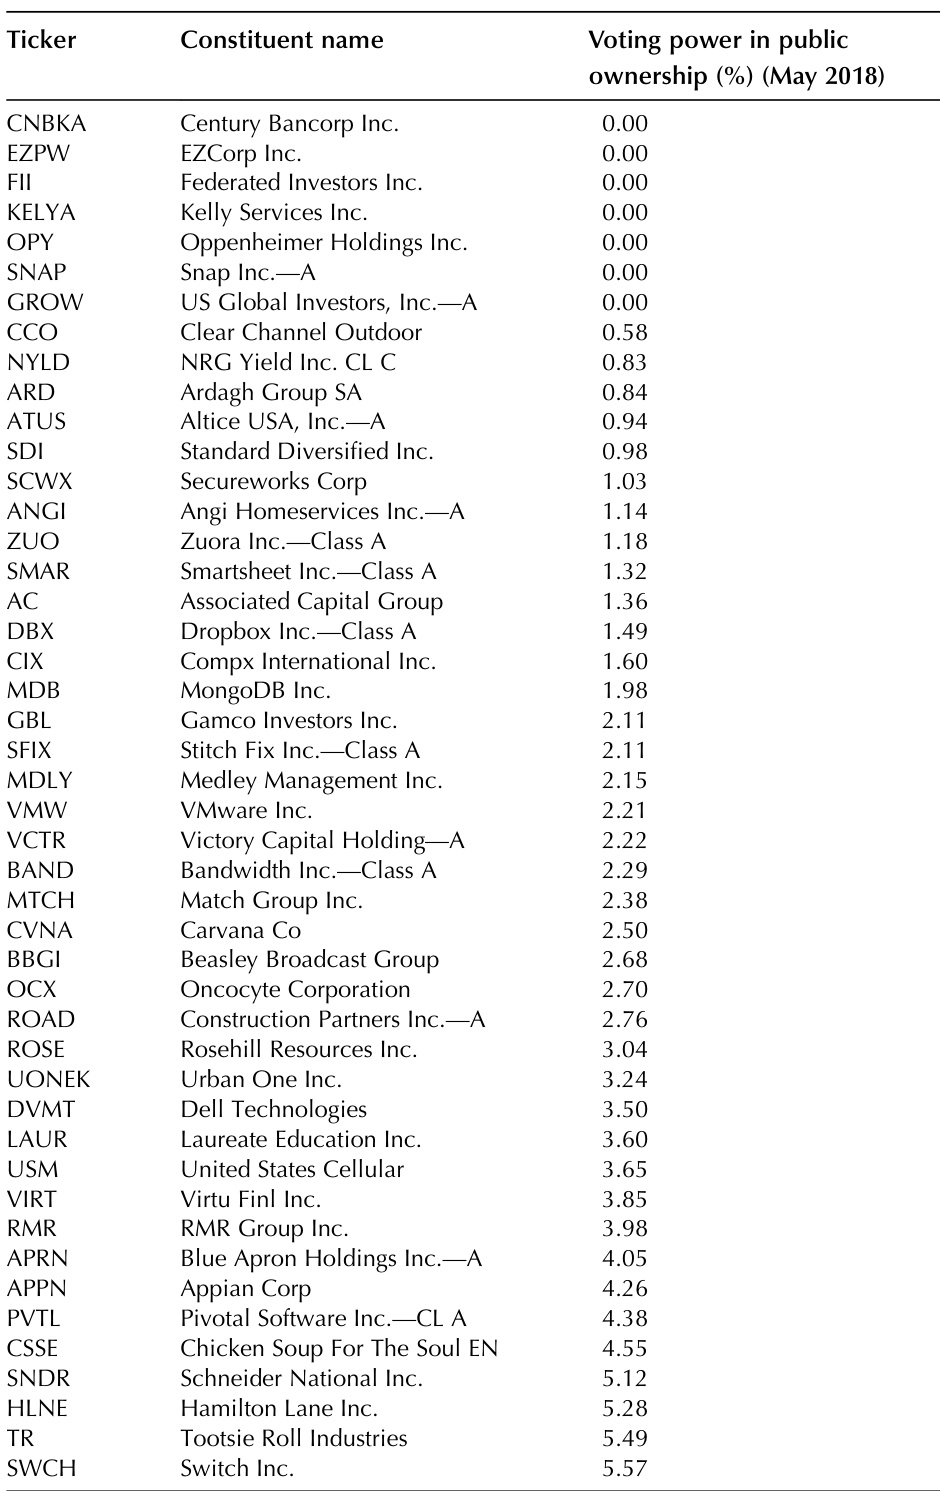 Ticker Constituent name Voting power in public
ownership (%) (May 2018)
CNBKA Century Bancorp Inc. 0.00
EZPW EZCorp Inc. 0.00
FII Federated Investors Inc. 0.00
KELYA Kelly Services Inc. 0.00
OPY Oppenheimer Holdings Inc. 0.00
SNAP Snap Inc.—A 0.00
GROW US Global Investors, Inc.—A 0.00
CCO Clear Channel Outdoor 0.58
NYLD NRG Yield Inc. CL C 0.83
ARD Ardagh Group SA 0.84
ATUS Altice USA, Inc.—A 0.94
SDI Standard Diversified Inc. 0.98
SCWX Secureworks Corp 1.03
ANGI Angi Homeservices Inc.—A 1.14
ZUO Zuora Inc.—Class A 1.18
SMAR Smartsheet Inc.—Class A 1.32
AC Associated Capital Group 1.36
DBX Dropbox Inc.—Class A 1.49
CIX Compx International Inc. 1.60
MDB MongoDB Inc. 1.98
GBL Gamco Investors Inc. 2.11
SFIX Stitch Fix Inc.—Class A 2.11
MDLY Medley Management Inc. 2.15
VMW VMware Inc. 2.21
VCTR Victory Capital Holding—A 2.22
BAND Bandwidth Inc.—Class A 2.29
MTCH Match Group Inc. 2.38
CVNA Carvana Co 2.50
BBGI Beasley Broadcast Group 2.68
OCX Oncocyte Corporation 2.70
ROAD Construction Partners Inc.—A 2.76
ROSE Rosehill Resources Inc. 3.04
UONEK Urban One Inc. 3.24
DVMT Dell Technologies 3.50
LAUR Laureate Education Inc. 3.60
USM United States Cellular 3.65
VIRT Virtu Finl Inc. 3.85
RMR RMR Group Inc. 3.98
APRN Blue Apron Holdings Inc.—A 4.05
APPN Appian Corp 4.26
PVTL Pivotal Software Inc.—CL A 4.38
CSSE Chicken Soup For The Soul EN 4.55
SNDR Schneider National Inc. 5.12
HLNE Hamilton Lane Inc. 5.28
TR Tootsie Roll Industries 5.49
SWCH Switch Inc. 5.57